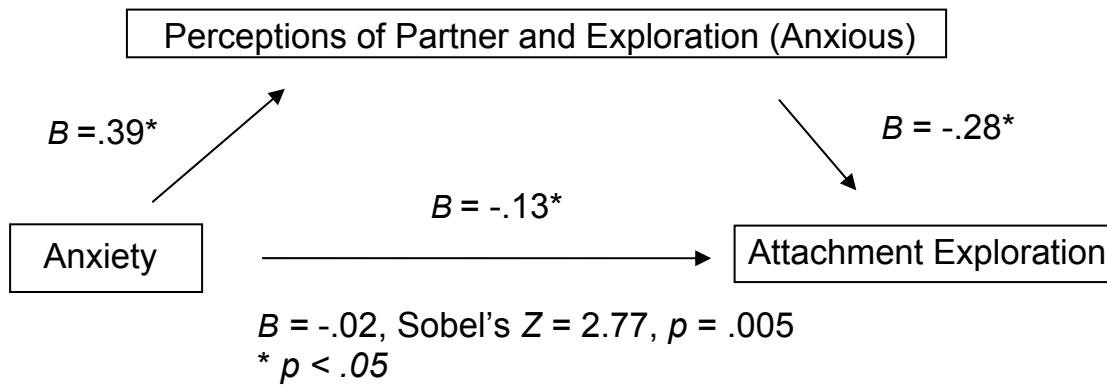 Perceptions of Partner and Exploration (Anxious)
B =.39*
B = -.28*
B = -.13*
Anxiety
Attachment Exploration
B = -.02, Sobel’s Z = 2.77, p = .005
* p < .05